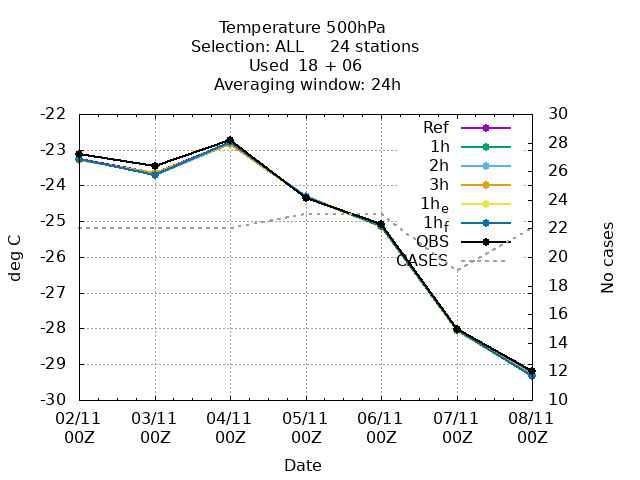 Temperature 500hPa
Selection: ALL     24 stations
Used  18 + 06
Averaging window: 24h
-22 30
-23 28
-24 26
-25 24
-26 22
-27 20
-28 18
-29 16
-30 14
12
10
Ref
1h
2h
3h
1he
1hf
OBS
CASES
deg C
No cases
02/11 03/11 04/11 05/11 06/11 07/11 08/11
00Z 00Z 00Z 00Z 00Z 00Z 00Z
Date